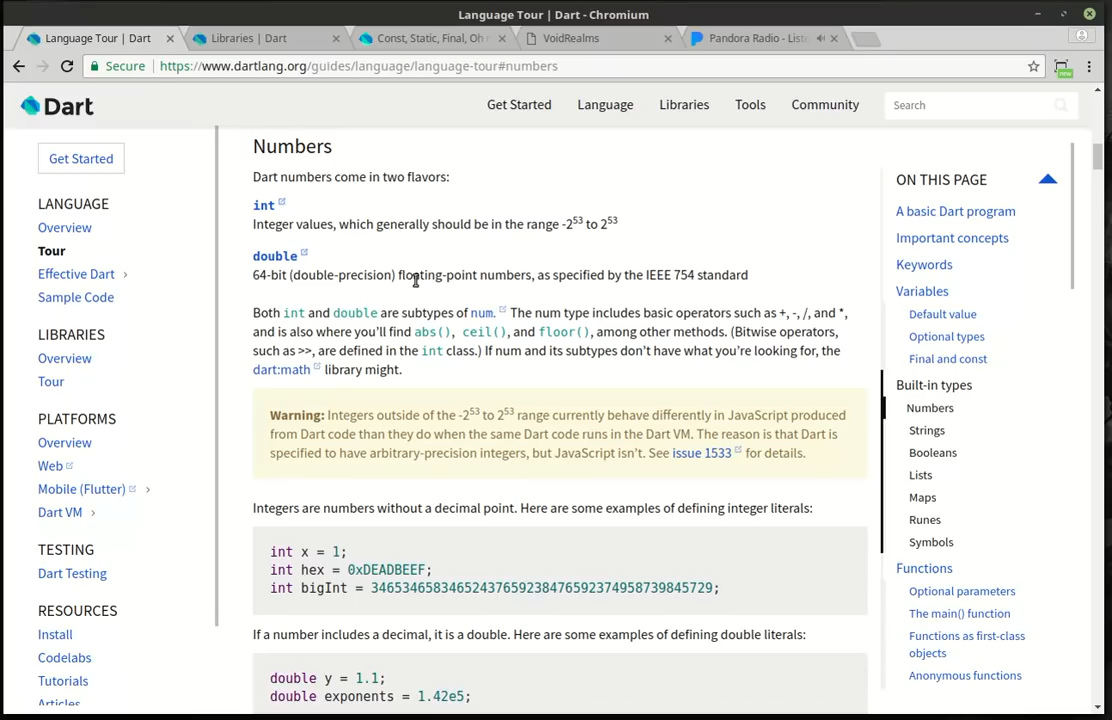 Language Tour | Dart - Chromium
Language Tour | Dart
Libraries | Dart
Const, Static, Final, Oh m
VoidRealms
Pandora Radio - Liste
Secure
https://www.dartlang.org/guides/language/language-tour#numbers
new
Dart
Get Started
Language
Libraries
Tools
Community
Search
Get Started
LANGUAGE
Overview
Tour
Effective Dart
Sample Code
LIBRARIES
Overview
Tour
PLATFORMS
Overview
Web
Mobile (Flutter)
Dart VM
TESTING
Dart Testing
RESOURCES
Install
Codelabs
Tutorials
Articles
Numbers
Dart numbers come in two flavors:
int
Integer values, which generally should be in the range -2⁵³ to 2⁵³
double
64-bit (double-precision) floating-point numbers, as specified by the IEEE 754 standard
Both int and double are subtypes of num. The num type includes basic operators such as +, -, /, and *,
and is also where you’ll find abs(), ceil(), and floor(), among other methods. (Bitwise operators,
such as >>, are defined in the int class.) If num and its subtypes don’t have what you’re looking for, the
dart:math library might.
Warning: Integers outside of the -2⁵³ to 2⁵³ range currently behave differently in JavaScript produced
from Dart code than they do when the same Dart code runs in the Dart VM. The reason is that Dart is
specified to have arbitrary-precision integers, but JavaScript isn’t. See issue 1533 for details.
Integers are numbers without a decimal point. Here are some examples of defining integer literals:
int x = 1;
int hex = 0xDEADBEEF;
int bigInt = 34653465834652437659238476592374958739845729;
If a number includes a decimal, it is a double. Here are some examples of defining double literals:
double y = 1.1;
double exponents = 1.42e5;
ON THIS PAGE
A basic Dart program
Important concepts
Keywords
Variables
Default value
Optional types
Final and const
Built-in types
Numbers
Strings
Booleans
Lists
Maps
Runes
Symbols
Functions
Optional parameters
The main() function
Functions as first-class
objects
Anonymous functions